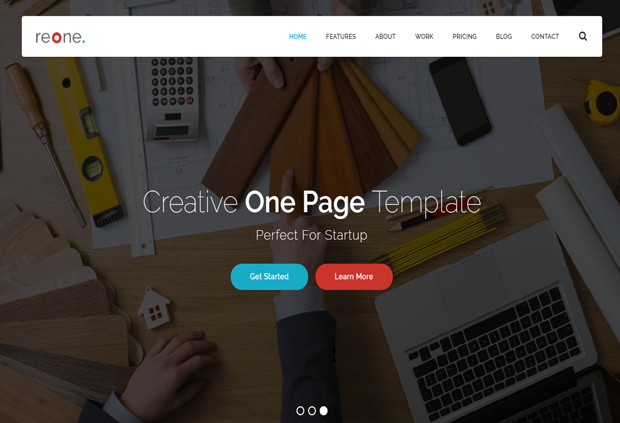 reone.
HOME FEATURES ABOUT WORK PRICING BLOG CONTACT
Creative One Page Template
Perfect For Startup
Get Started Learn More